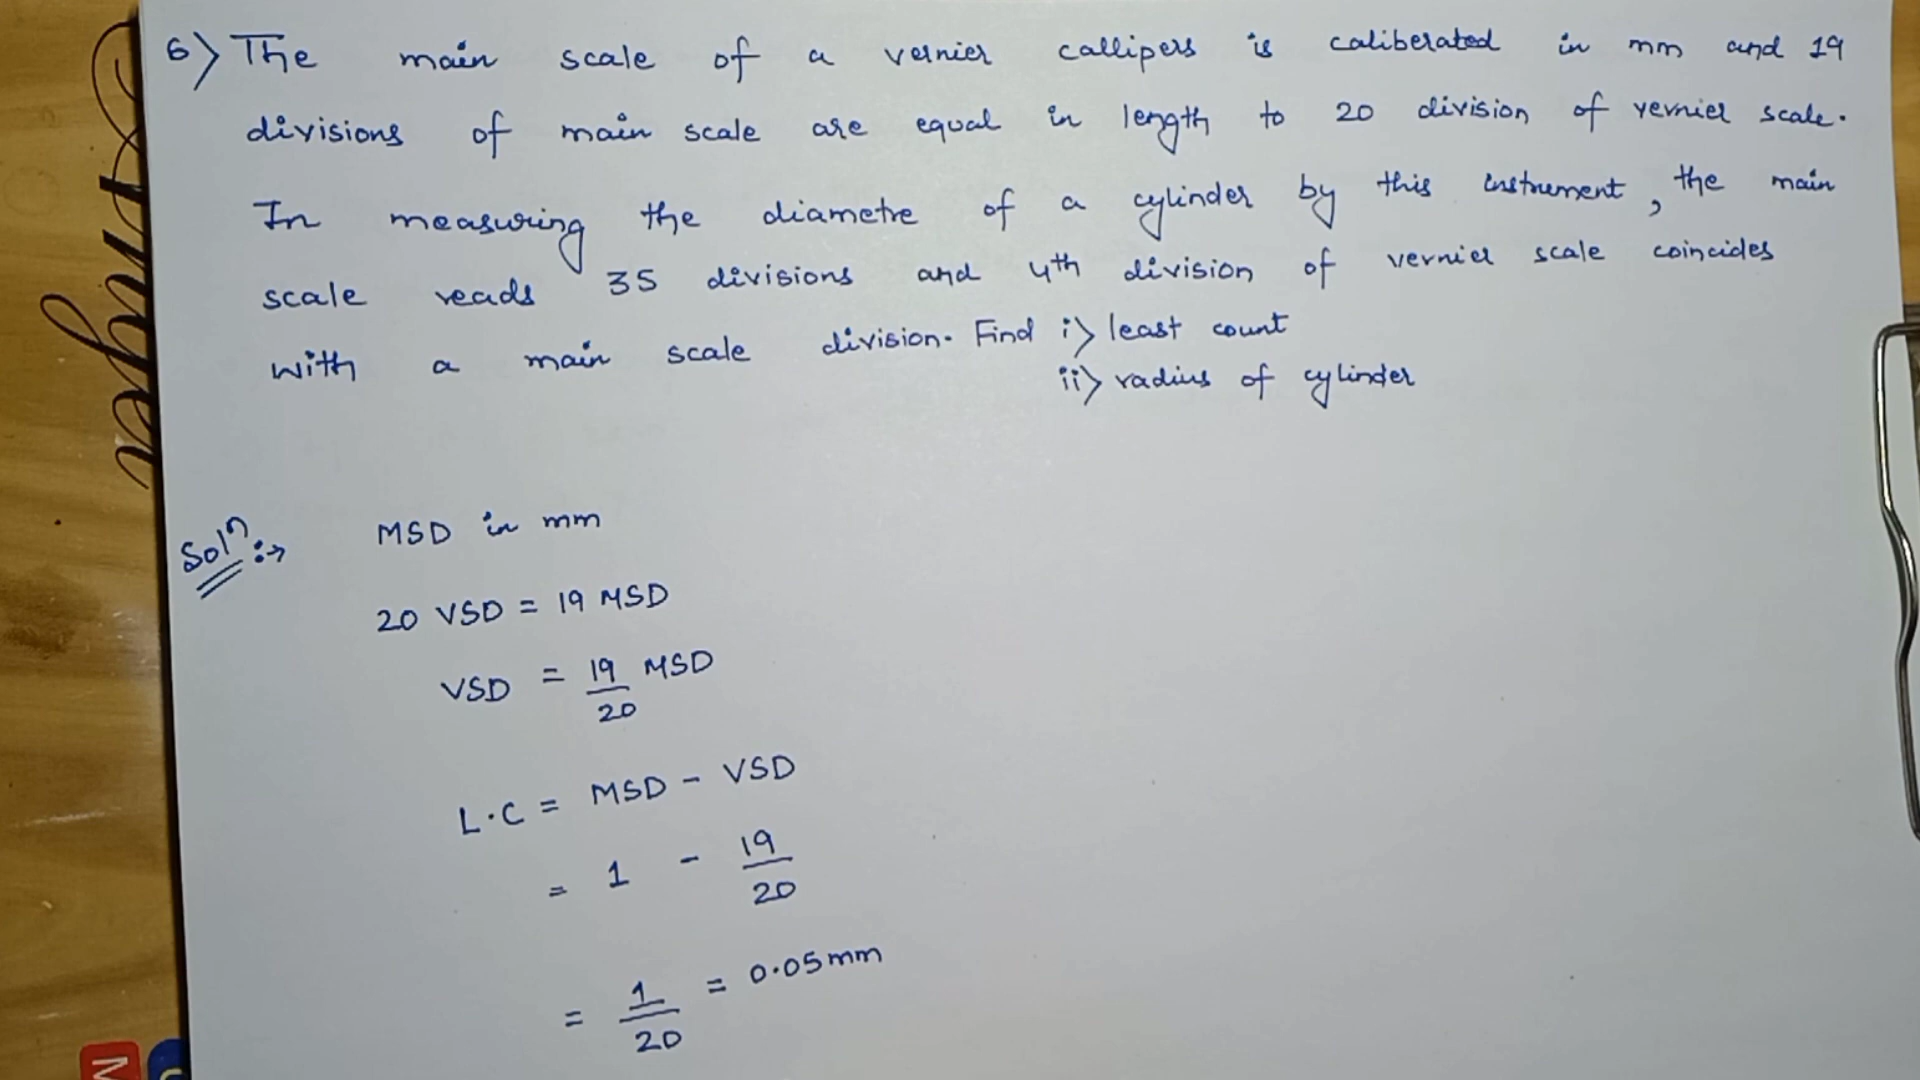 6) The main scale of a vernier callipers is caliberated in mm and 19
divisions of main scale are equal in length to 20 division of vernier scale.
In measuring the diametre of a cylinder by this instrument, the main
scale reads 35 divisions and 4th division of vernier scale coincides
with a main scale division. Find i) least count
ii) radius of cylinder
Soln :→ MSD in mm
20 VSD = 19 MSD
VSD = 19/20 MSD
L.C = MSD - VSD
= 1 - 19/20
= 1/20 = 0.05mm
M